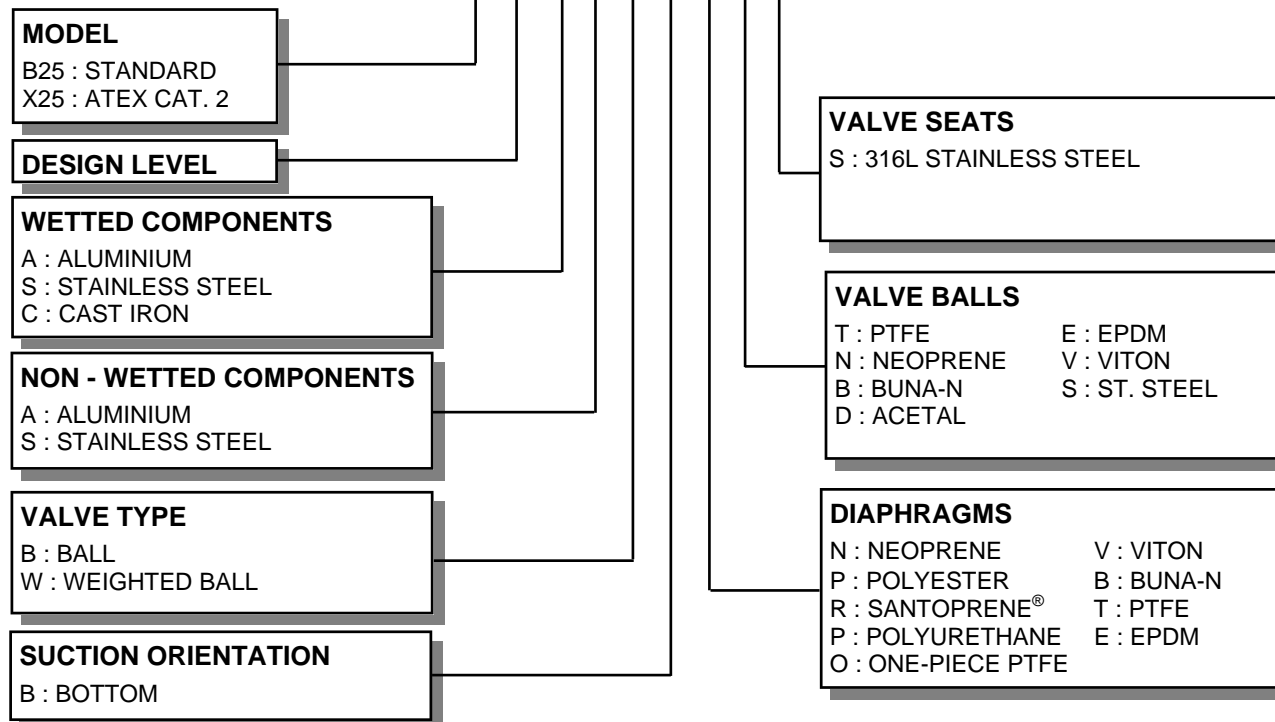 MODEL
B25 : STANDARD
X25 : ATEX CAT. 2
DESIGN LEVEL
WETTED COMPONENTS
A : ALUMINIUM
S : STAINLESS STEEL
C : CAST IRON
NON - WETTED COMPONENTS
A : ALUMINIUM
S : STAINLESS STEEL
VALVE TYPE
B : BALL
W : WEIGHTED BALL
SUCTION ORIENTATION
B : BOTTOM
VALVE SEATS
S : 316L STAINLESS STEEL
VALVE BALLS
T : PTFE E : EPDM
N : NEOPRENE V : VITON
B : BUNA-N S : ST. STEEL
D : ACETAL
DIAPHRAGMS
N : NEOPRENE V : VITON
P : POLYESTER B : BUNA-N
R : SANTOPRENE® T : PTFE
P : POLYURETHANE E : EPDM
O : ONE-PIECE PTFE